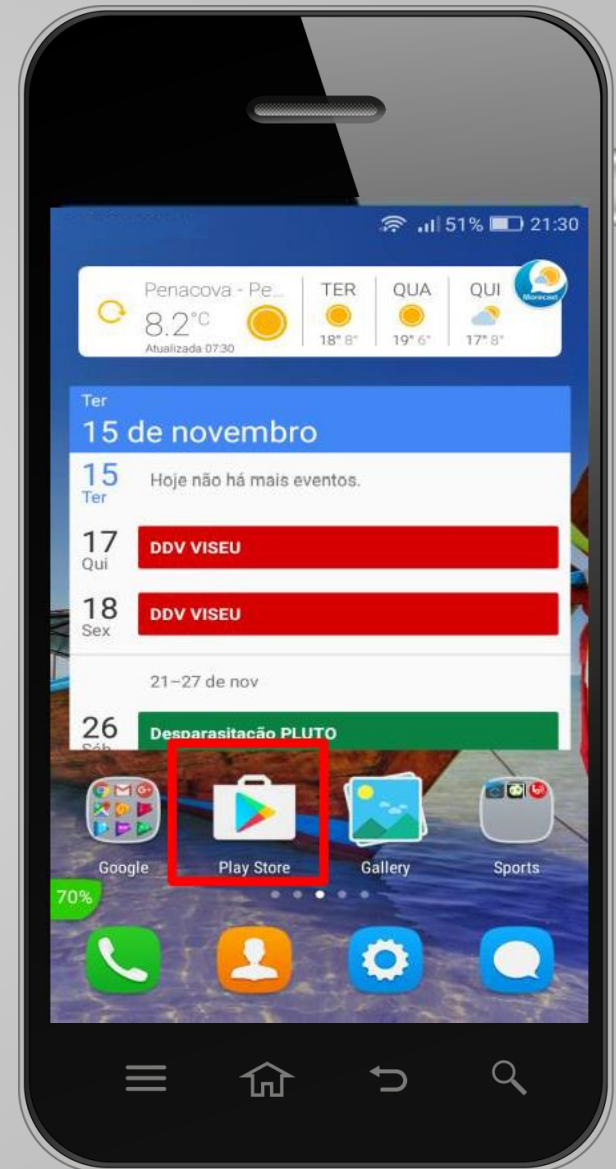 51% 21:30
Penacova - Pe... TER QUA QUI
8.2°C
Morecast
Atualizada 07:30 18° 8° 19° 6° 17° 8°
Ter
15 de novembro
15 Hoje não há mais eventos.
Ter
17 DDV VISEU
Qui
18 DDV VISEU
Sex
21–27 de nov
26 Desparasitação PLUTO
Sáb
Google Play Store Gallery Sports
70%